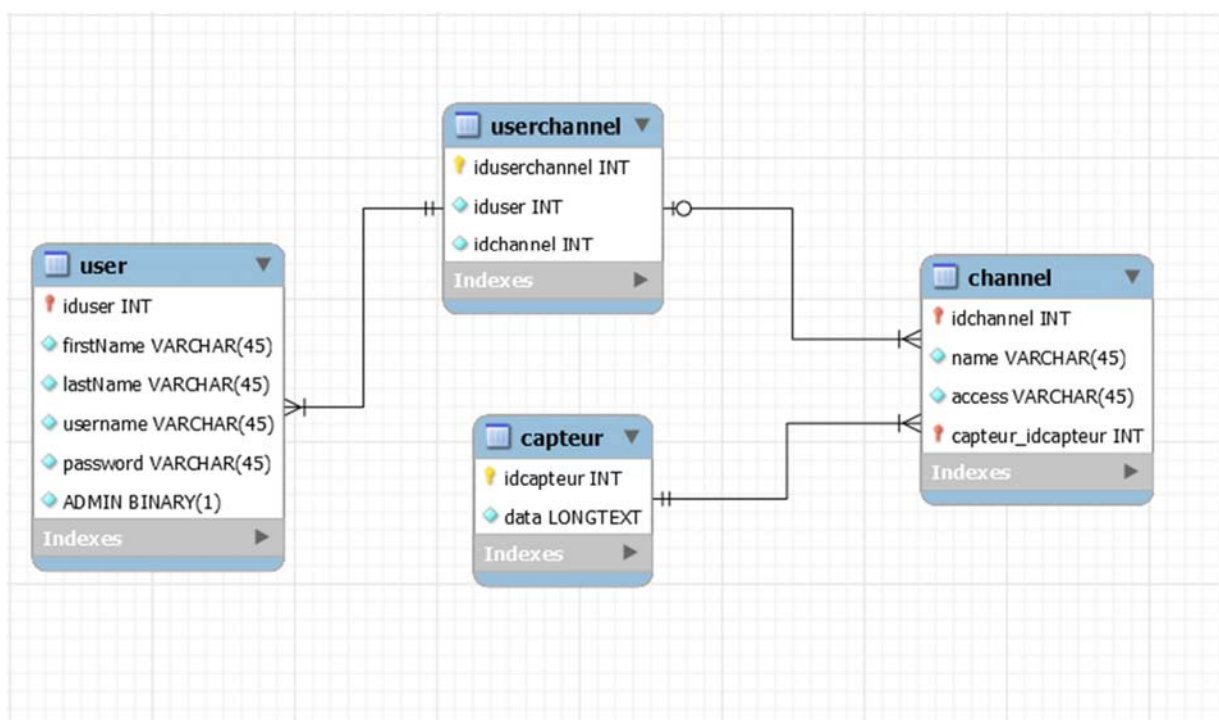 userchannel
iduserchannel INT
iduser INT
idchannel INT
Indexes
user
iduser INT
firstName VARCHAR(45)
lastName VARCHAR(45)
username VARCHAR(45)
password VARCHAR(45)
ADMIN BINARY(1)
Indexes
capteur
idcapteur INT
data LONGTEXT
Indexes
channel
idchannel INT
name VARCHAR(45)
access VARCHAR(45)
capteur_idcapteur INT
Indexes